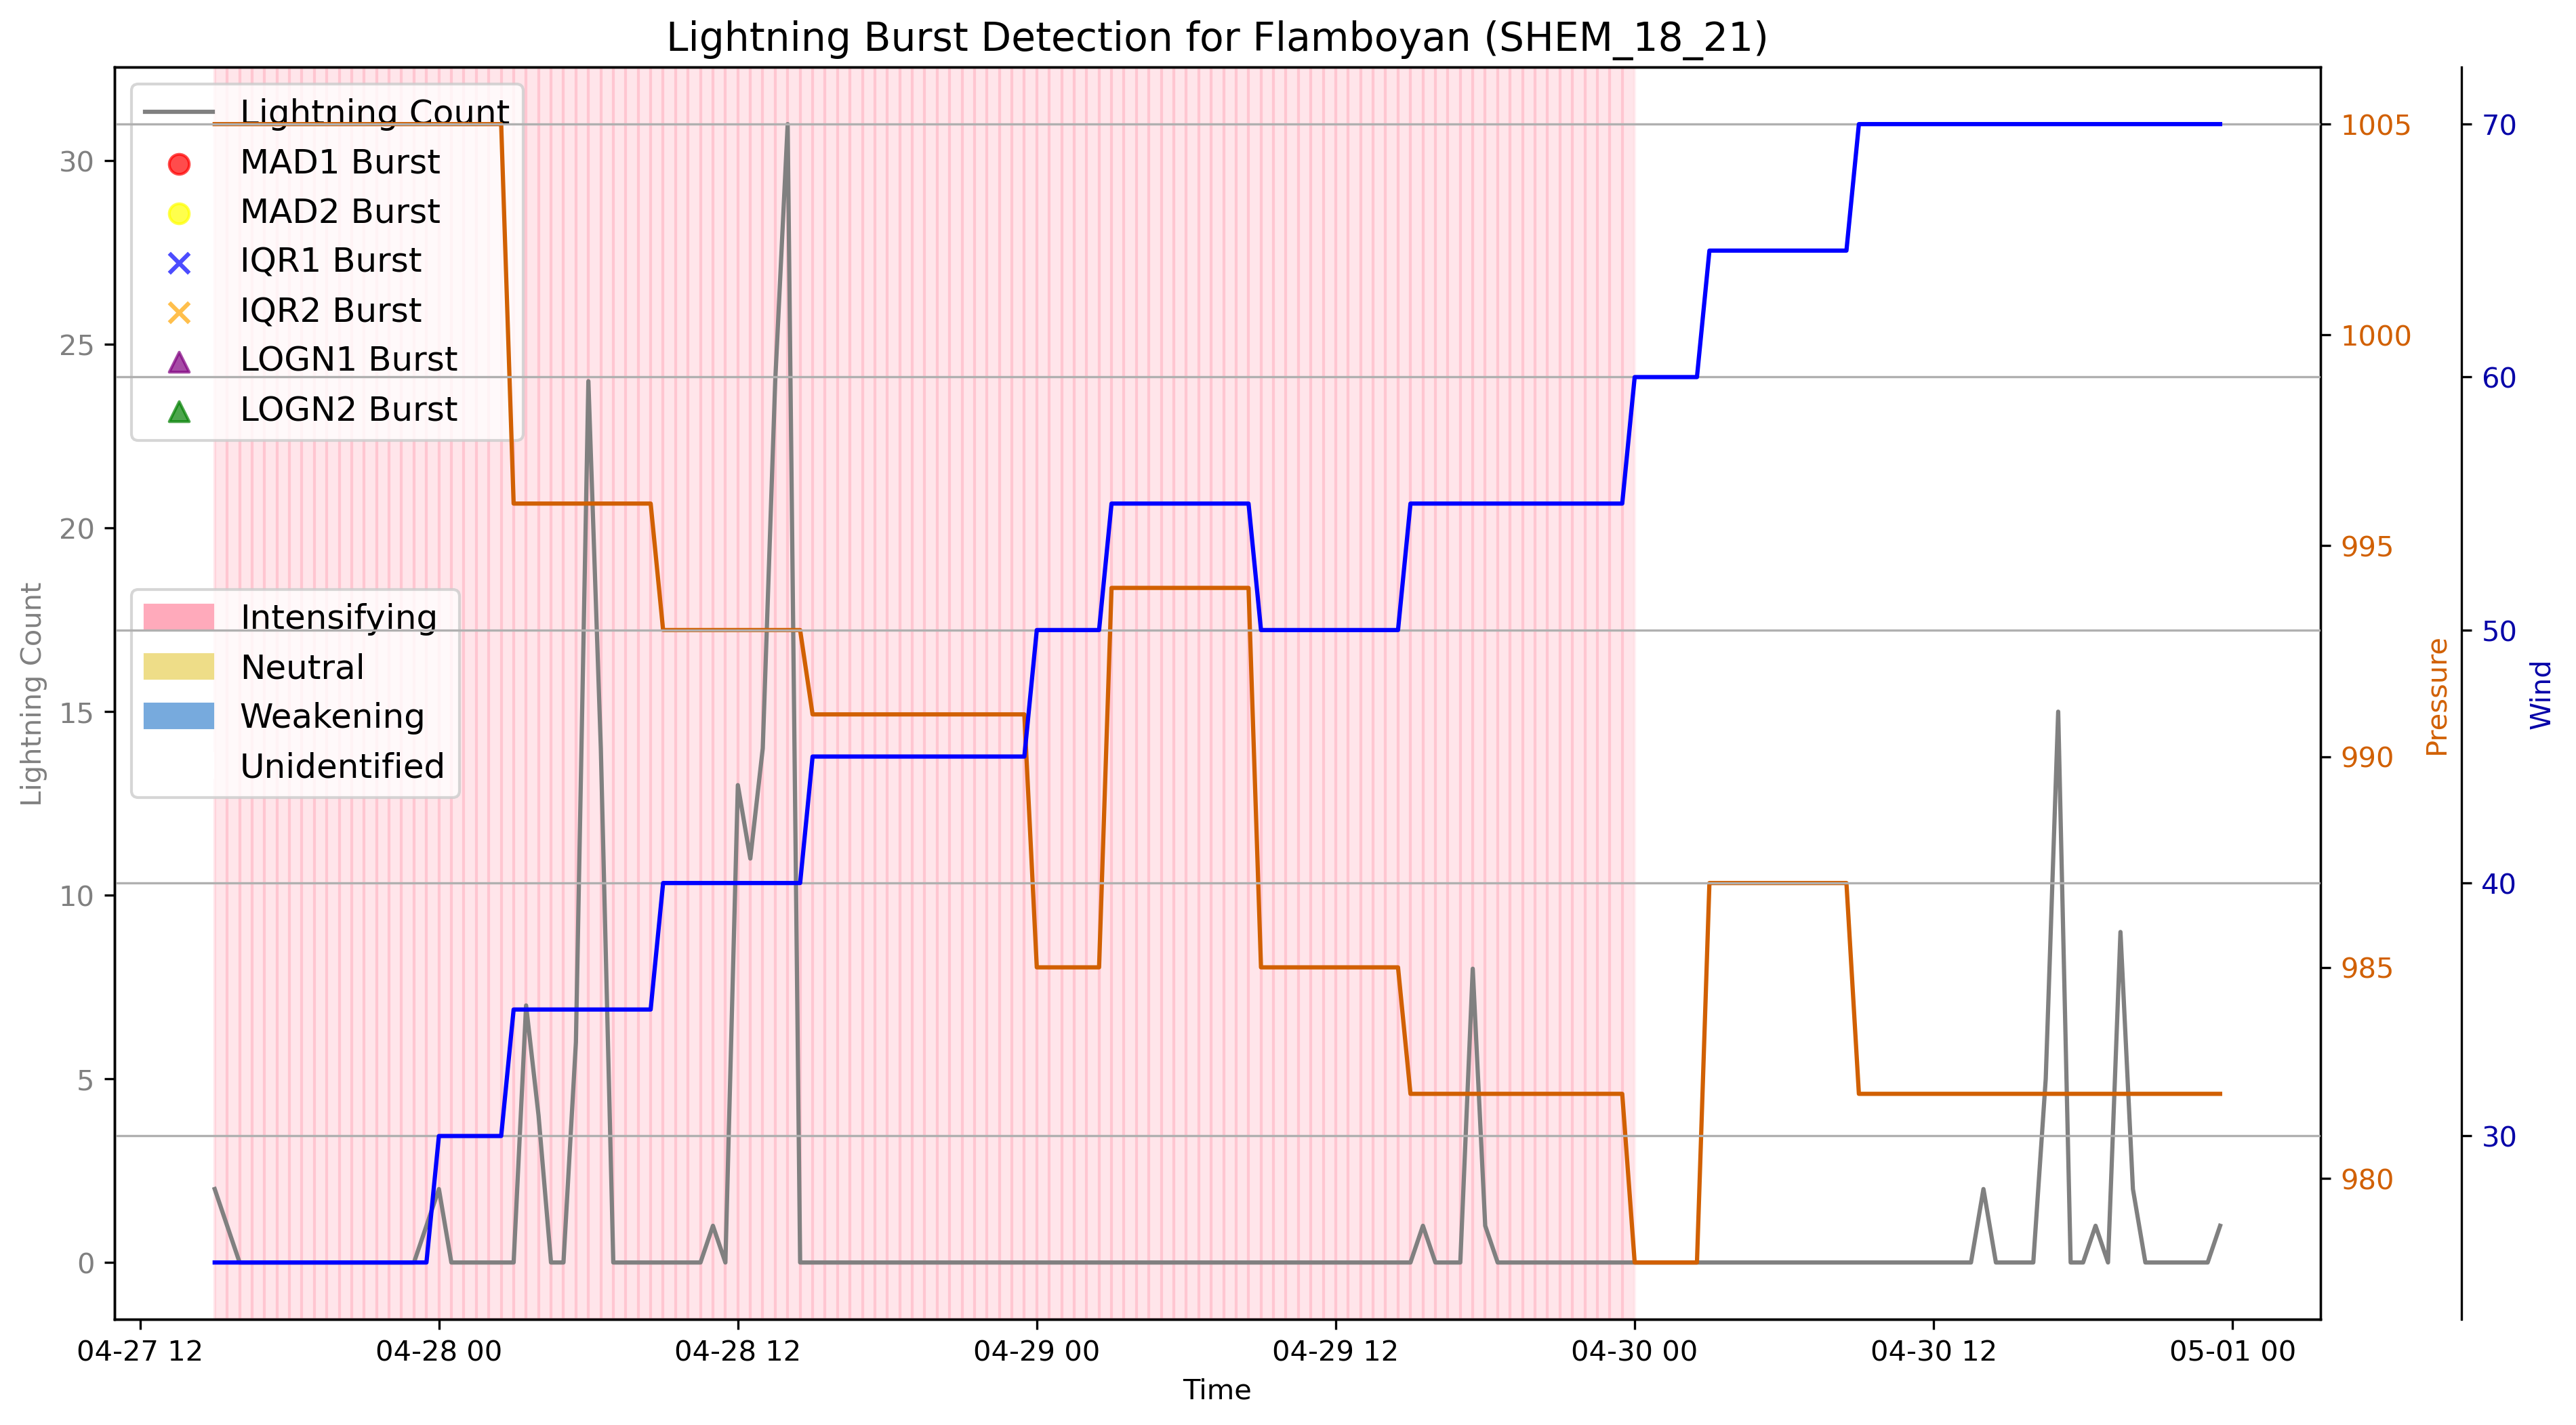 Lightning Burst Detection for Flamboyan (SHEM_18_21)
Lightning Count
MAD1 Burst
MAD2 Burst
IQR1 Burst
IQR2 Burst
LOGN1 Burst
LOGN2 Burst
Intensifying
Neutral
Weakening
Unidentified
Lightning Count
30
25
20
15
10
5
0
1005
1000
995
990
985
980
Pressure
70
60
50
40
30
Wind
04-27 12
04-28 00
04-28 12
04-29 00
04-29 12
04-30 00
04-30 12
05-01 00
Time